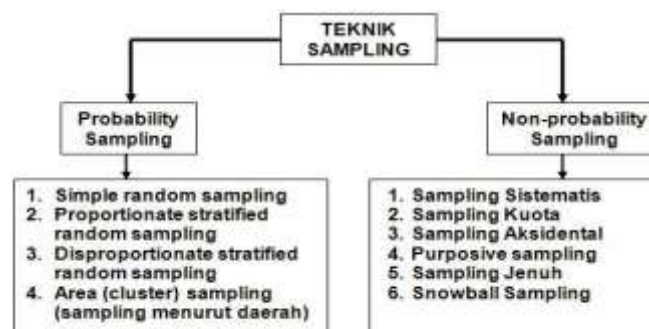 TEKNIK
SAMPLING
Probability
Sampling
Non-probability
Sampling
1. Simple random sampling
2. Proportionate stratified
random sampling
3. Disproportionate stratified
random sampling
4. Area (cluster) sampling
(sampling menurut daerah)
1. Sampling Sistematis
2. Sampling Kuota
3. Sampling Aksidental
4. Purposive sampling
5. Sampling Jenuh
6. Snowball Sampling